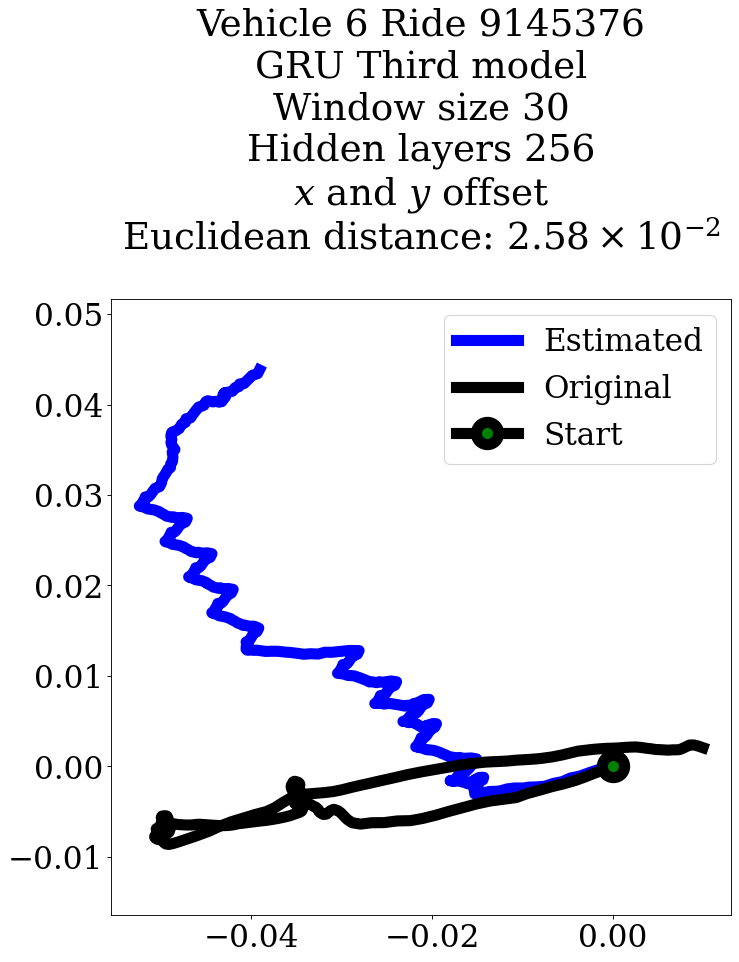 Vehicle 6 Ride 9145376
GRU Third model
Window size 30
Hidden layers 256
x and y offset
Euclidean distance: 2.58 × 10⁻²
Estimated
Original
Start
0.05
0.04
0.03
0.02
0.01
0.00
−0.01
−0.04
−0.02
0.00